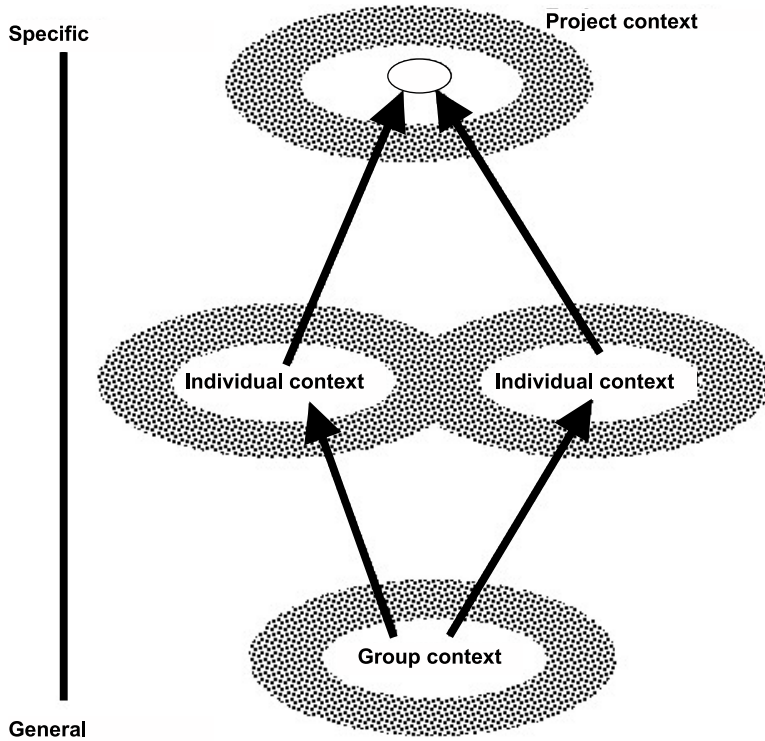 Project context
Specific
Individual context
Individual context
Group context
General